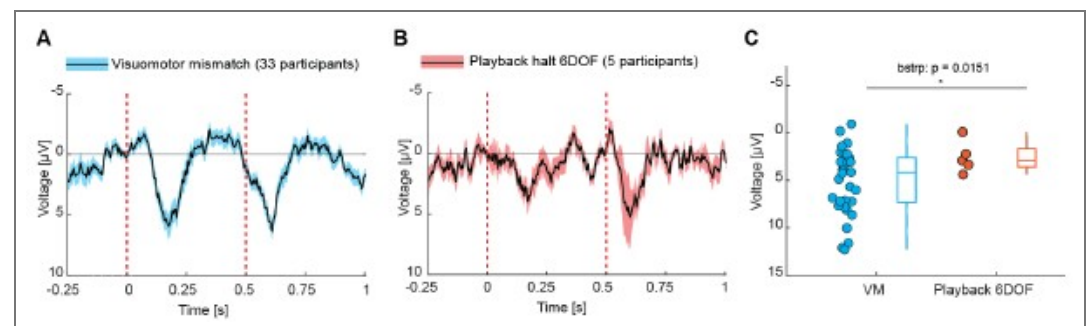 A
B
C
Visuomotor mismatch (33 participants)
Playback halt 6DOF (5 participants)
bstrp: p = 0.0151
*
-5
0
5
10
Voltage [µV]
-0.25
0
0.25
0.5
0.75
1
Time [s]
-5
0
5
10
Voltage [µV]
-0.25
0
0.25
0.5
0.75
1
Time [s]
-5
0
5
10
15
Voltage [µV]
VM
Playback 6DOF